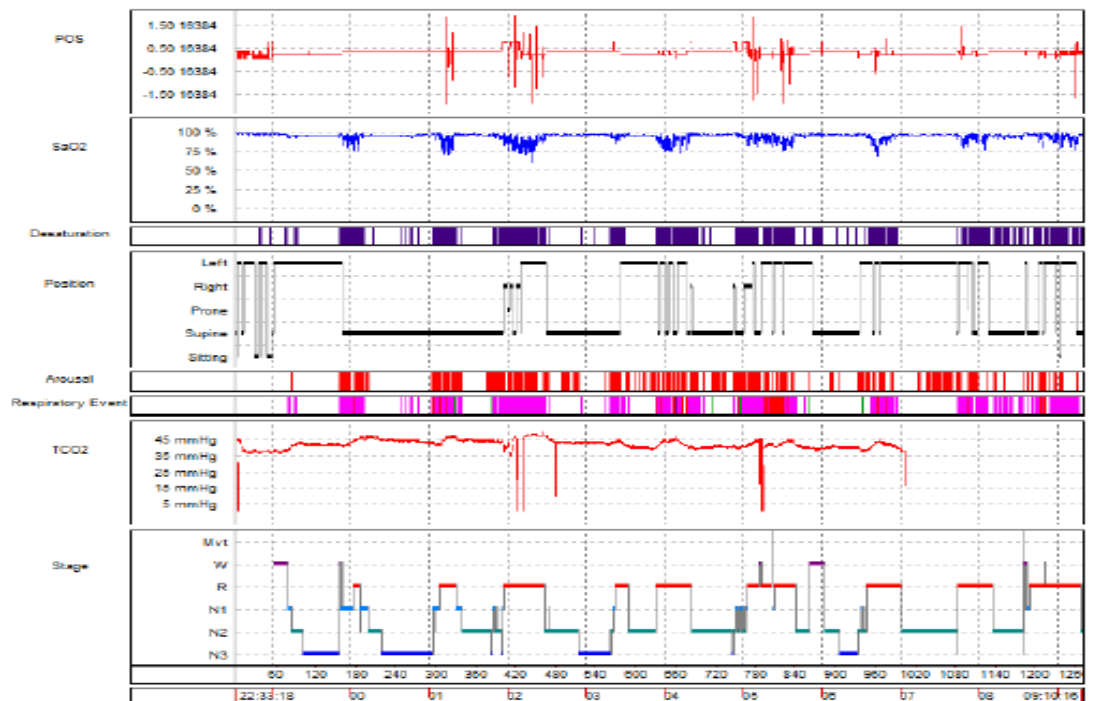 POS
1.50 16384
0.50 16384
-0.50 16384
-1.50 16384
SaO2
100 %
75 %
50 %
25 %
0 %
Desaturation
Position
Left
Right
Prone
Supine
Sitting
Arousal
Respiratory Event
TCO2
45 mmHg
35 mmHg
25 mmHg
15 mmHg
5 mmHg
Stage
Mvt
W
R
N1
N2
N3
60 120 180 240 300 360 420 480 540 600 660 720 780 840 900 960 1020 1080 1140 1200 126
22:33:18 00 01 02 03 04 05 06 07 08 09:10:16